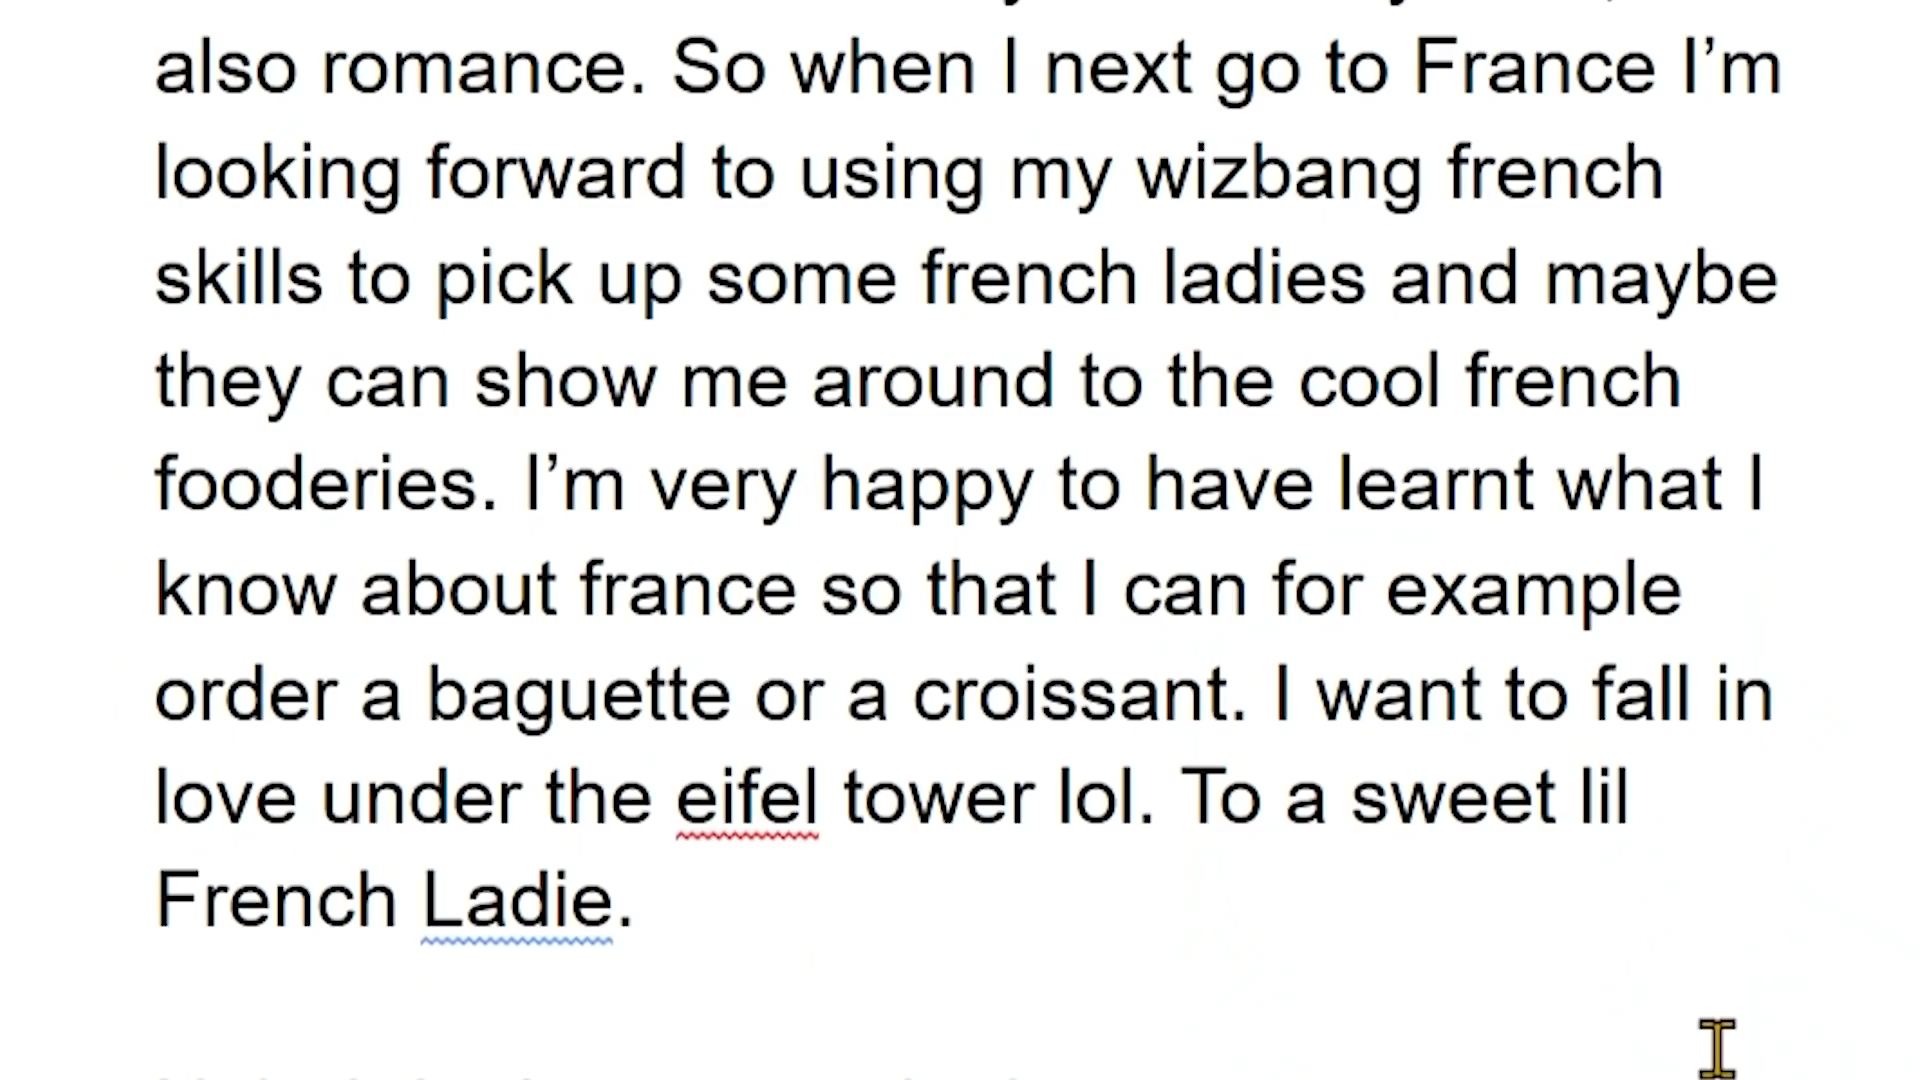 also romance. So when I next go to France I’m
looking forward to using my wizbang french
skills to pick up some french ladies and maybe
they can show me around to the cool french
fooderies. I’m very happy to have learnt what I
know about france so that I can for example
order a baguette or a croissant. I want to fall in
love under the eifel tower lol. To a sweet lil
French Ladie.